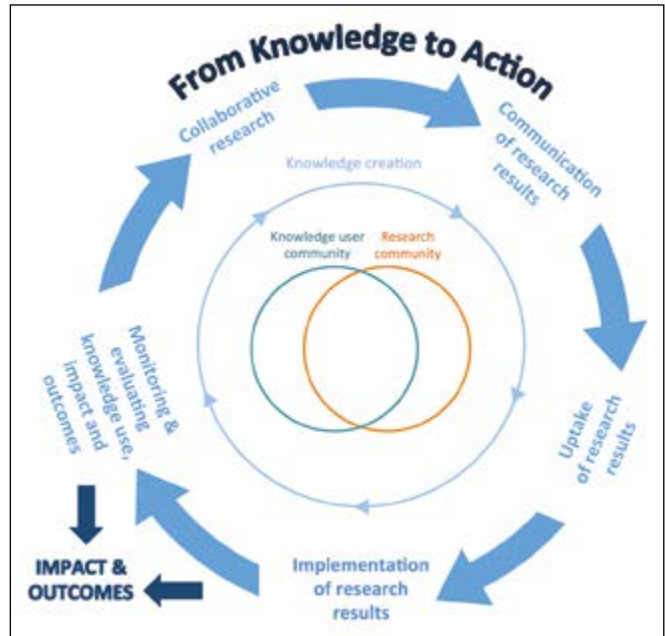 From Knowledge to Action
Collaborative
research
Communication
of research
results
Knowledge creation
Knowledge user
community
Research
community
Monitoring &
evaluating
knowledge use,
impact and
outcomes
Uptake
of research
results
Implementation
of research
results
IMPACT &
OUTCOMES